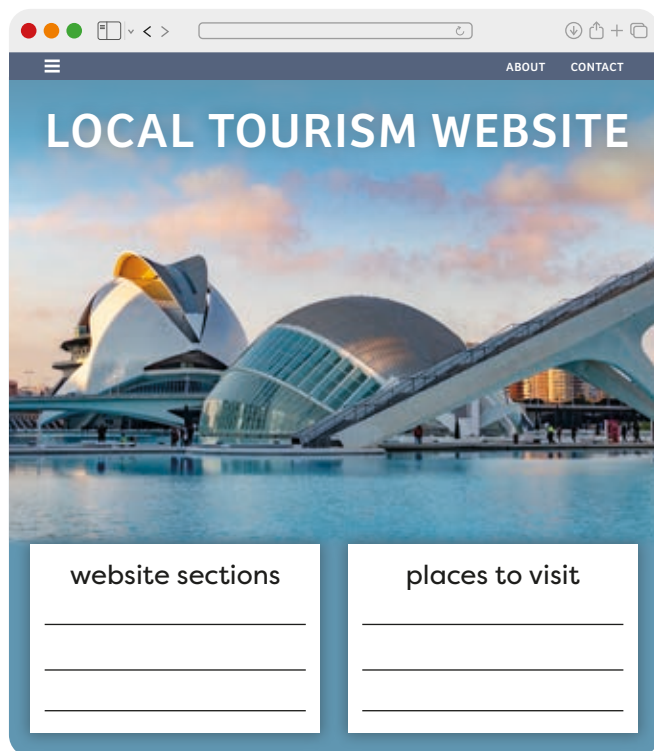 ABOUT CONTACT
LOCAL TOURISM WEBSITE
website sections
places to visit